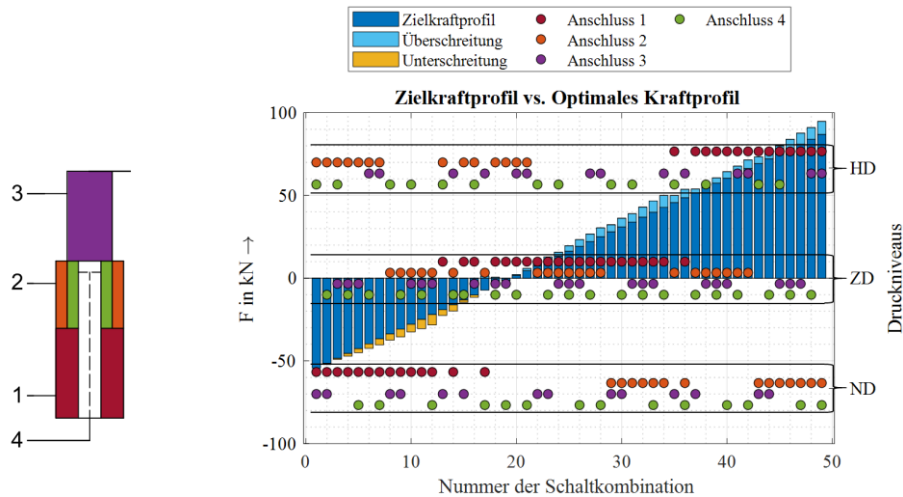 3
2
1
4
Zielkraftprofil Anschluss 1 Anschluss 4
Überschreitung Anschluss 2
Unterschreitung Anschluss 3
Zielkraftprofil vs. Optimales Kraftprofil
100
50
0
-50
-100
F in kN →
HD
ZD
ND
Druckniveaus
0 10 20 30 40 50
Nummer der Schaltkombination